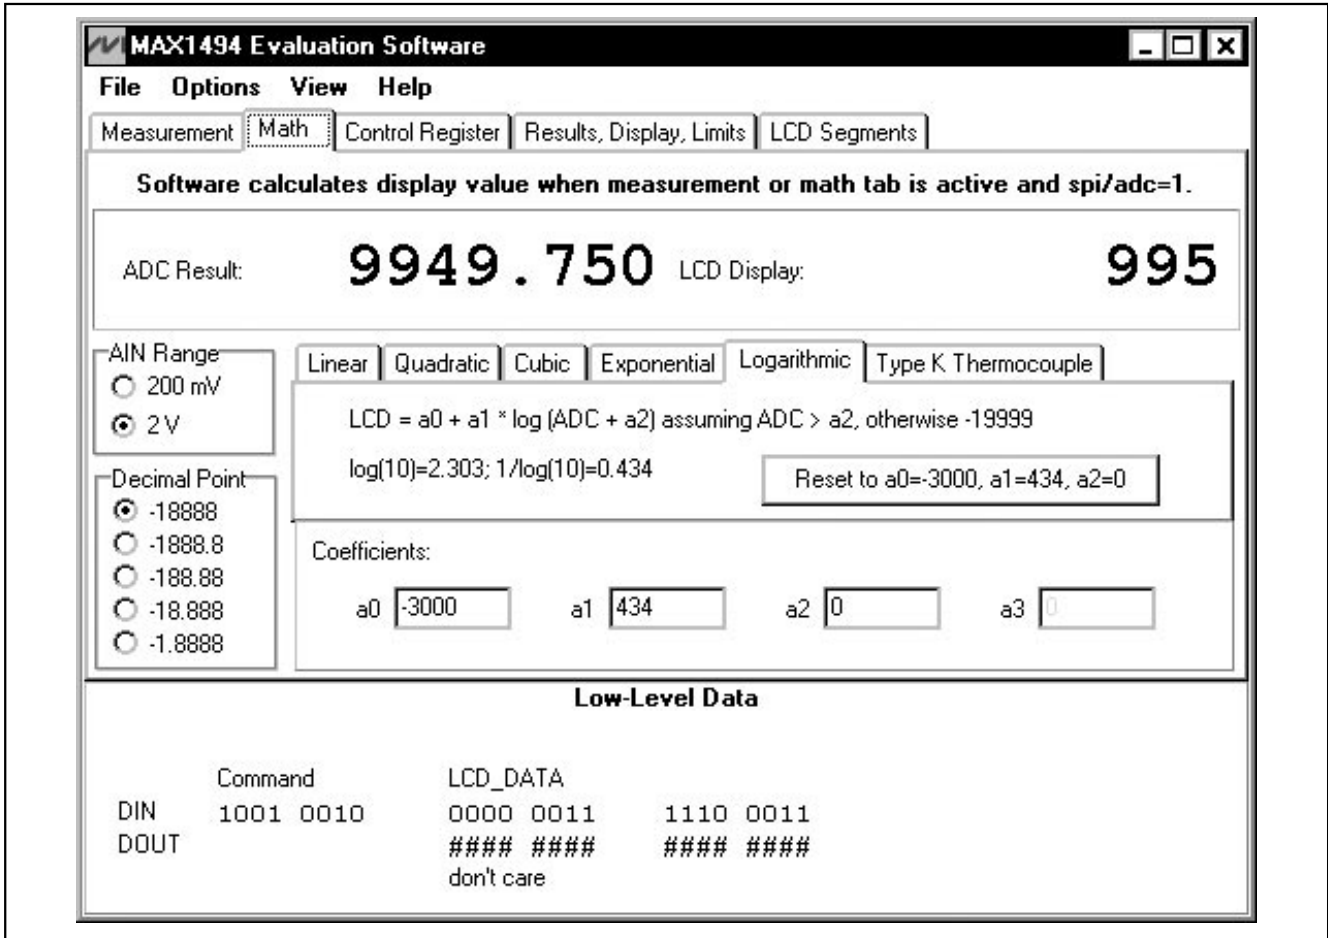 MAX1494 Evaluation Software
File Options View Help
Measurement Math Control Register Results, Display, Limits LCD Segments
Software calculates display value when measurement or math tab is active and spi/adc=1.
ADC Result: 9949.750 LCD Display: 995
AIN Range
200 mV
2 V
Decimal Point
-18888
-1888.8
-188.88
-18.888
-1.8888
Linear Quadratic Cubic Exponential Logarithmic Type K Thermocouple
LCD = a0 + a1 * log (ADC + a2) assuming ADC > a2, otherwise -19999
log(10)=2.303; 1/log(10)=0.434
Reset to a0=-3000, a1=434, a2=0
Coefficients:
a0 -3000 a1 434 a2 0 a3 0
Low-Level Data
Command LCD_DATA
DIN 1001 0010 0000 0011 1110 0011
DOUT #### #### #### ####
don't care